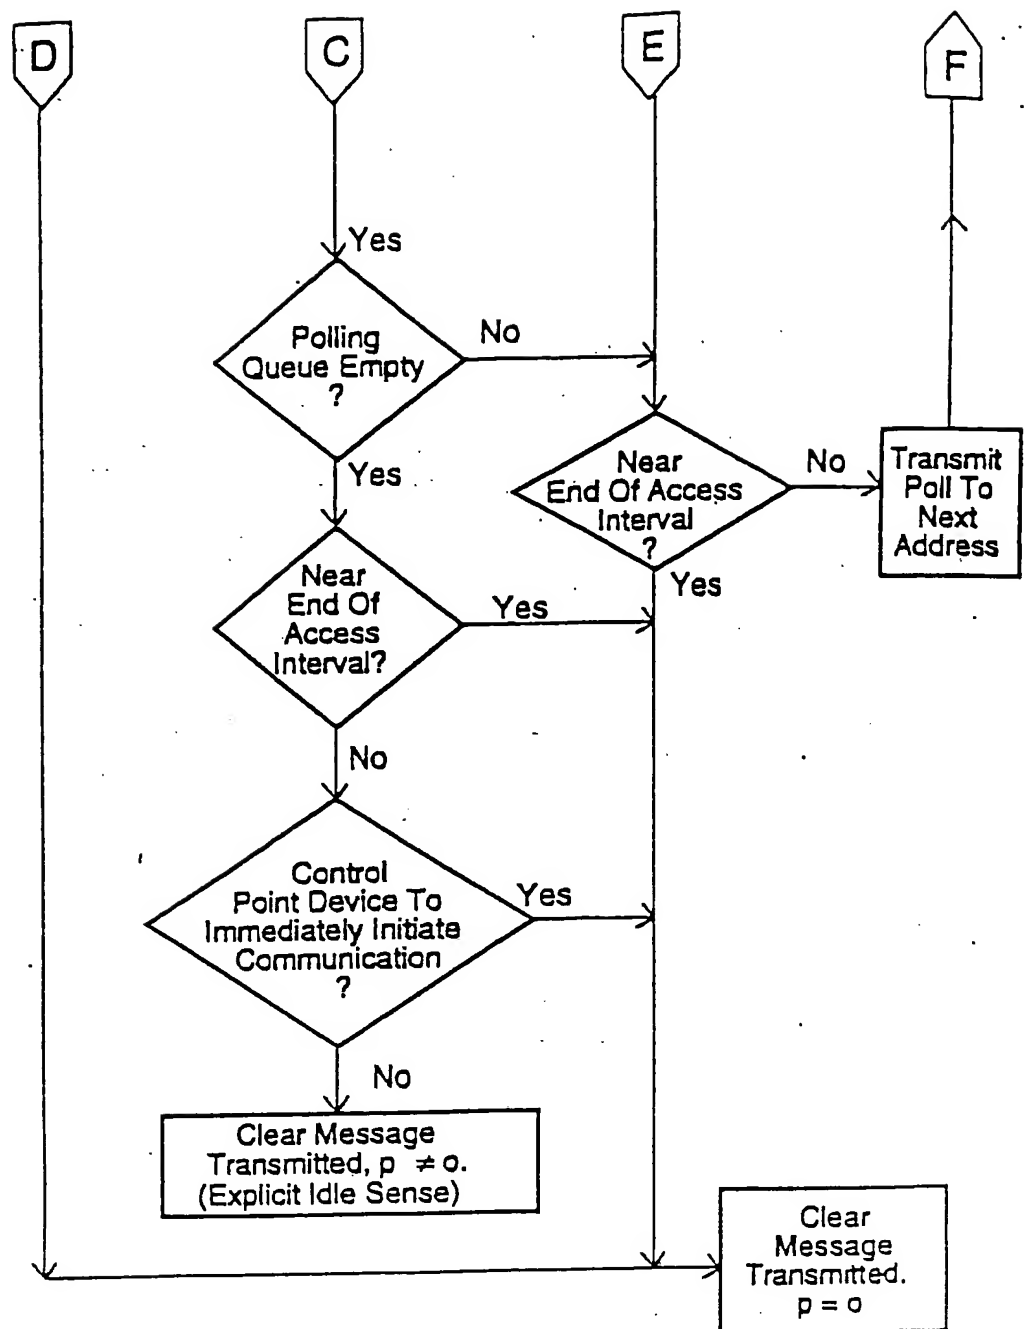 D
C
E
F
Yes
Polling
Queue Empty
?
No
Yes
Near
End Of Access
Interval
?
No
Transmit
Poll To
Next
Address
Yes
Near
End Of
Access
Interval?
Yes
No
Control
Point Device To
Immediately Initiate
Communication
?
Yes
No
Clear Message
Transmitted, p ≠ o.
(Explicit Idle Sense)
Clear
Message
Transmitted.
p = o